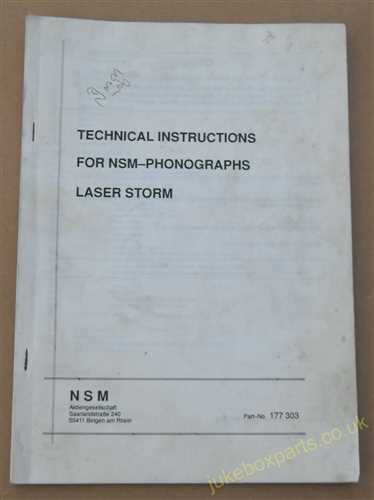 TECHNICAL INSTRUCTIONS
FOR NSM–PHONOGRAPHS
LASER STORM
NSM
Aktiengesellschaft
Saarlandstraße 240
55411 Bingen am Rhein
Part–No. 177 303
jukeboxparts.co.uk